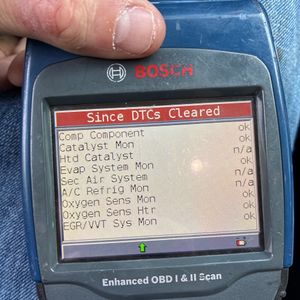 BOSCH
Since DTCs Cleared
Comp Component ok
Catalyst Mon ok
Htd Catalyst n/a
Evap System Mon ok
Sec Air System n/a
A/C Refrig Mon n/a
Oxygen Sens Mon ok
Oxygen Sens Htr ok
EGR/VVT Sys Mon ok
Enhanced OBD I & II Scan